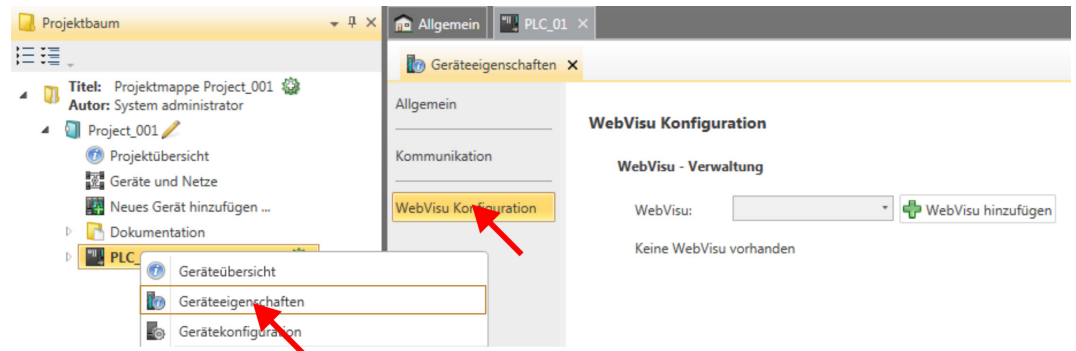 Projektbaum
Allgemein
PLC_01
Geräteeigenschaften
Titel: Projektmappe Project_001
Autor: System administrator
Project_001
Projektübersicht
Geräte und Netze
Neues Gerät hinzufügen ...
Dokumentation
PLC_
Geräteübersicht
Geräteeigenschaften
Gerätekonfiguration
Allgemein
Kommunikation
WebVisu Konfiguration
WebVisu Konfiguration
WebVisu - Verwaltung
WebVisu:
WebVisu hinzufügen
Keine WebVisu vorhanden